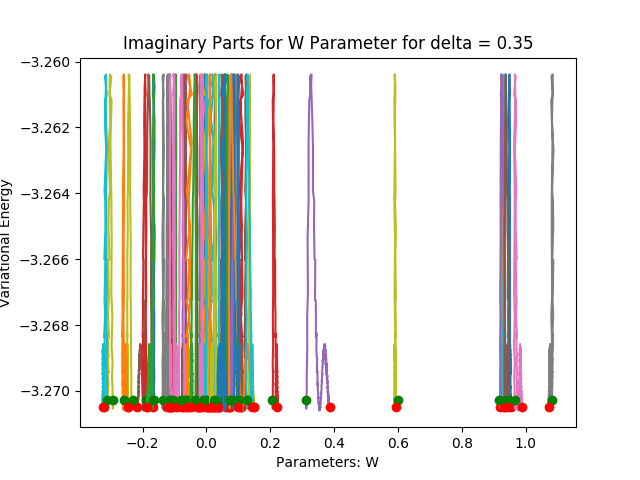 Imaginary Parts for W Parameter for delta = 0.35
Variational Energy
−3.260
−3.262
−3.264
−3.266
−3.268
−3.270
−0.2 0.0 0.2 0.4 0.6 0.8 1.0
Parameters: W